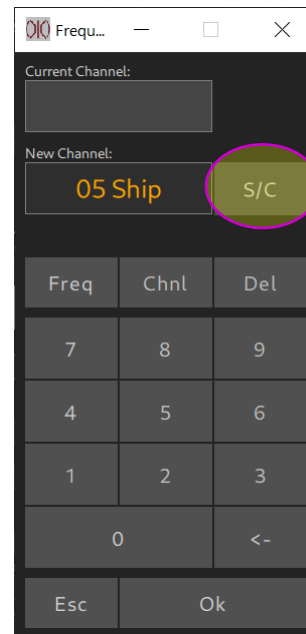 Frequ...
Current Channel:
New Channel:
05 Ship S/C
Freq Chnl Del
7 8 9
4 5 6
1 2 3
0 <-
Esc Ok